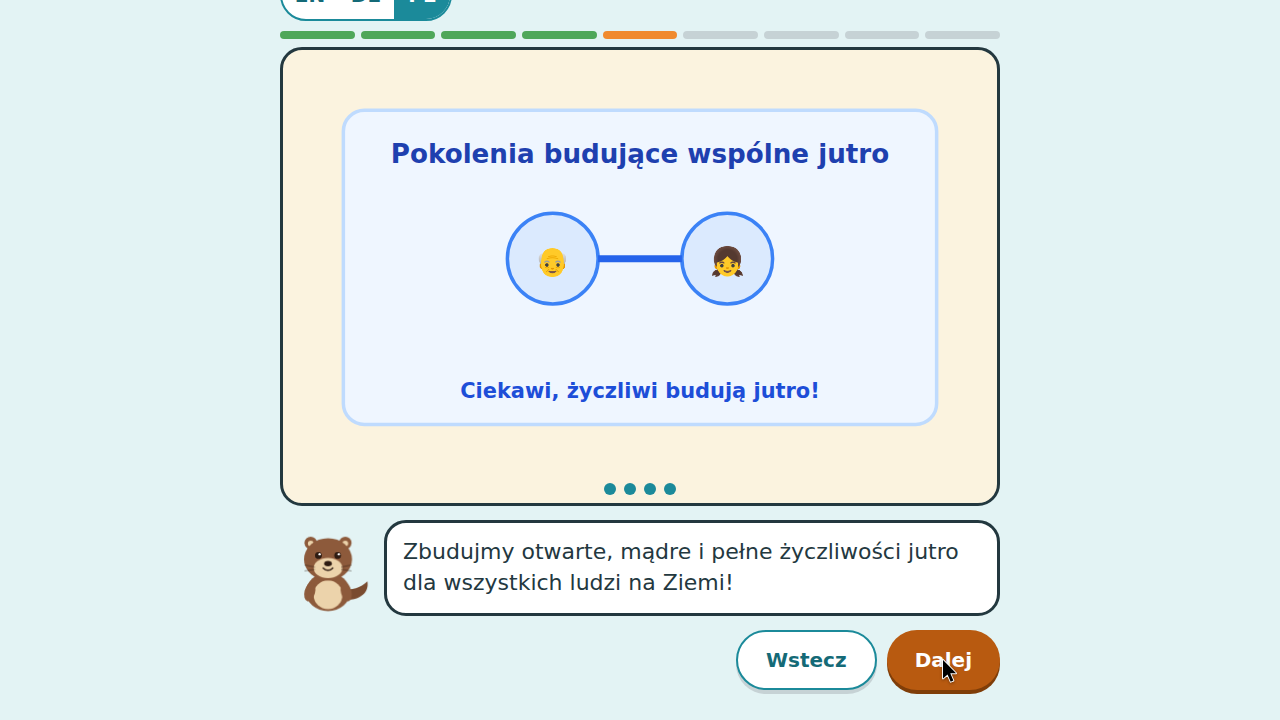 Pokolenia budujące wspólne jutro
Ciekawi, życzliwi budują jutro!
Zbudujmy otwarte, mądre i pełne życzliwości jutro
dla wszystkich ludzi na Ziemi!
Wstecz
Dalej